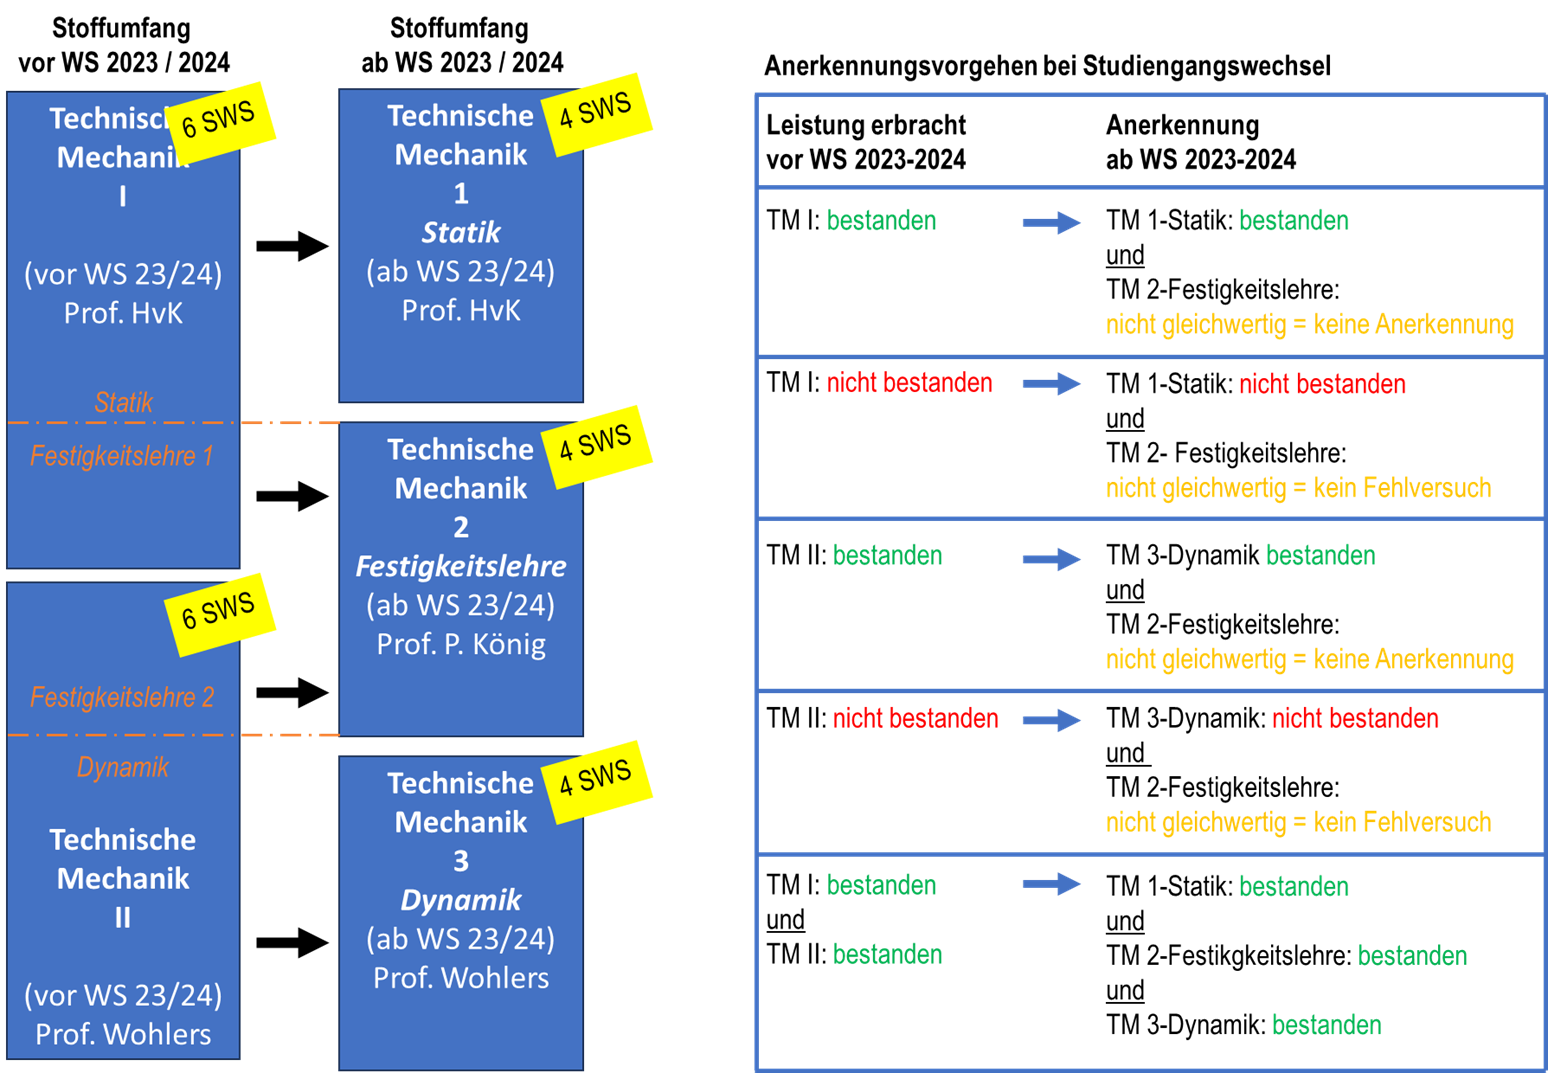 Stoffumfang
vor WS 2023 / 2024
6 SWS
Technische
Mechanik
I
(vor WS 23/24)
Prof. HvK
Statik
Festigkeitslehre 1
6 SWS
Festigkeitslehre 2
Dynamik
Technische
Mechanik
II
(vor WS 23/24)
Prof. Wohlers
Stoffumfang
ab WS 2023 / 2024
4 SWS
Technische
Mechanik
1
Statik
(ab WS 23/24)
Prof. HvK
4 SWS
Technische
Mechanik
2
Festigkeitslehre
(ab WS 23/24)
Prof. P. König
4 SWS
Technische
Mechanik
3
Dynamik
(ab WS 23/24)
Prof. Wohlers
Anerkennungsvorgehen bei Studiengangswechsel
Leistung erbracht
vor WS 2023-2024
Anerkennung
ab WS 2023-2024
TM I: bestanden
TM 1-Statik: bestanden
und
TM 2-Festigkeitslehre:
nicht gleichwertig = keine Anerkennung
TM I: nicht bestanden
TM 1-Statik: nicht bestanden
und
TM 2- Festigkeitslehre:
nicht gleichwertig = kein Fehlversuch
TM II: bestanden
TM 3-Dynamik bestanden
und
TM 2-Festigkeitslehre:
nicht gleichwertig = keine Anerkennung
TM II: nicht bestanden
TM 3-Dynamik: nicht bestanden
und
TM 2-Festigkeitslehre:
nicht gleichwertig = kein Fehlversuch
TM I: bestanden
und
TM II: bestanden
TM 1-Statik: bestanden
und
TM 2-Festikgkeitslehre: bestanden
und
TM 3-Dynamik: bestanden